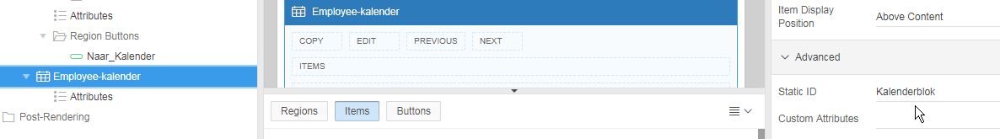 Attributes
Region Buttons
Naar_Kalender
Employee-kalender
Attributes
Post-Rendering
Employee-kalender
COPY EDIT PREVIOUS NEXT
ITEMS
Regions Items Buttons
Item Display
Position
Above Content
Advanced
Static ID Kalenderblok
Custom Attributes